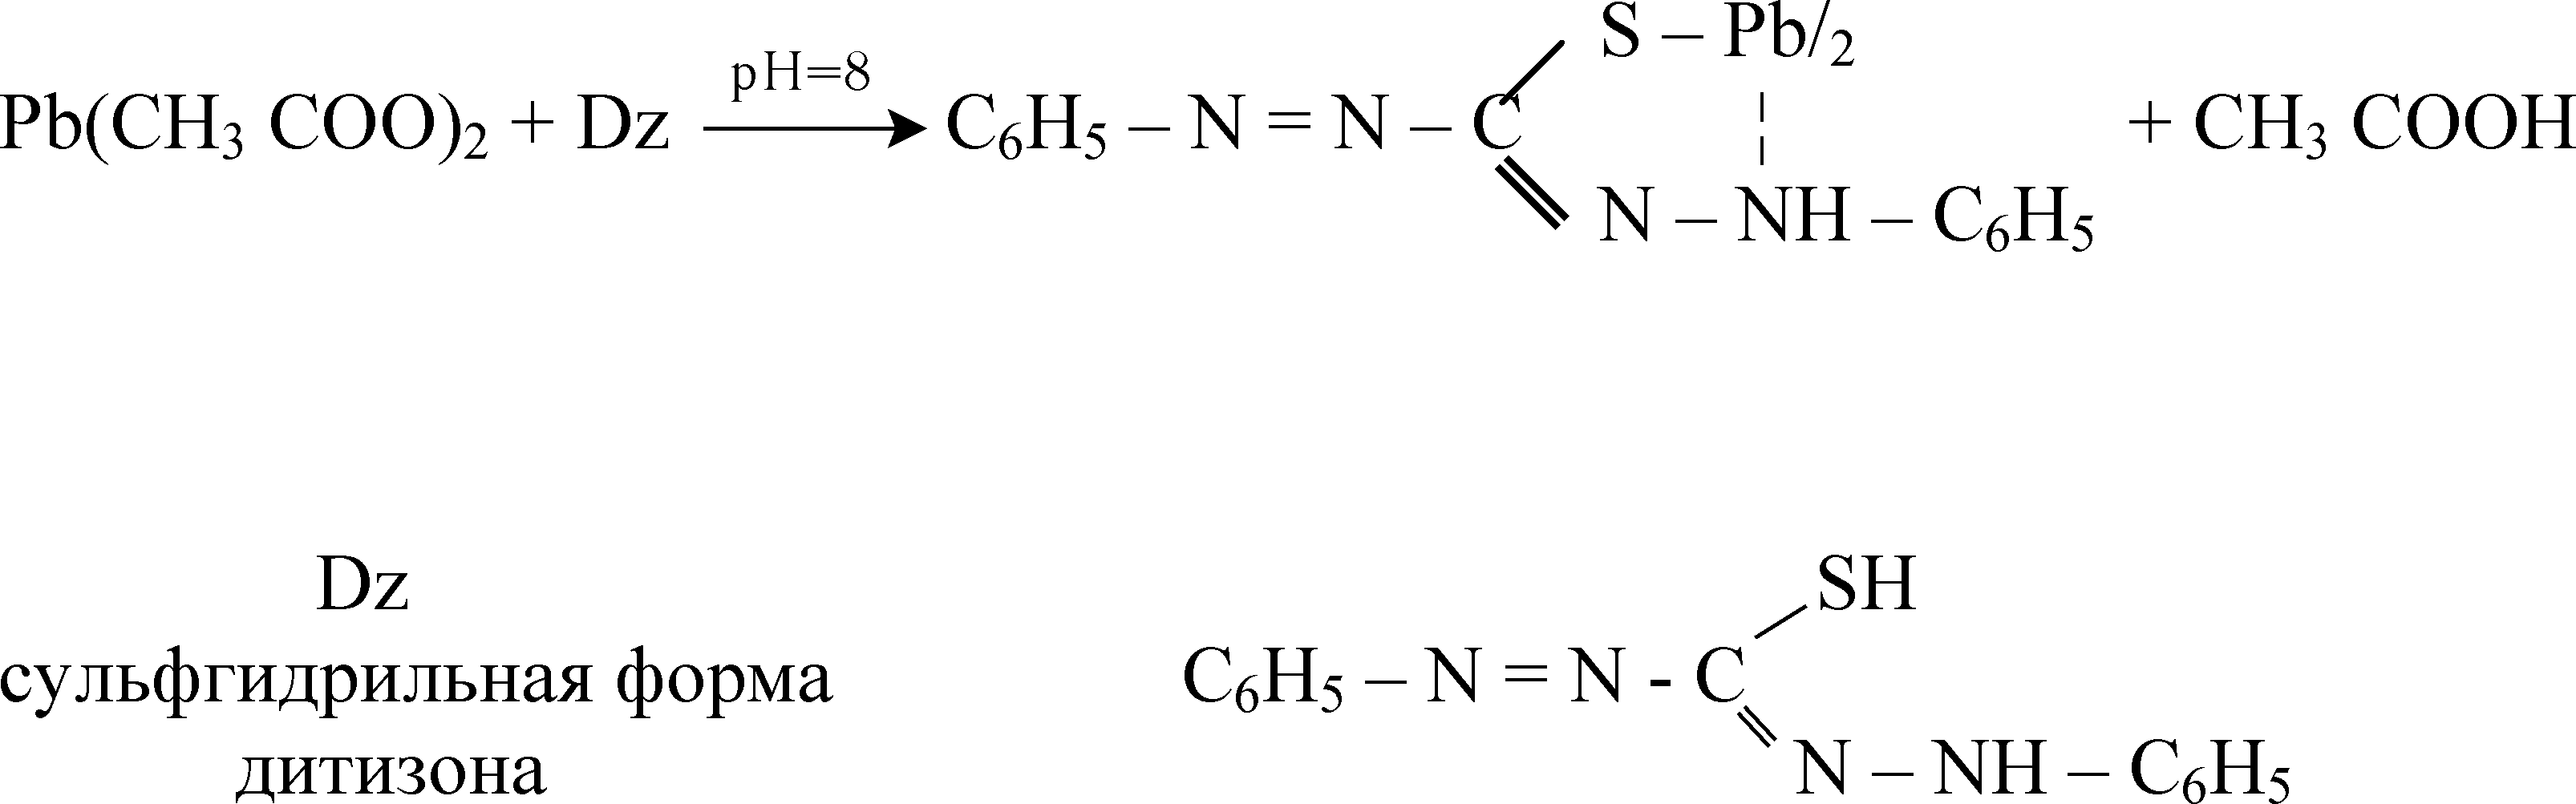 S – Pb/2
pH=8
Pb(CH3 COO)2 + Dz C6H5 – N = N – C + CH3 COOH
N – NH – C6H5
Dz SH
сульфгидрильная форма C6H5 – N = N - C
дитизона N – NH – C6H5